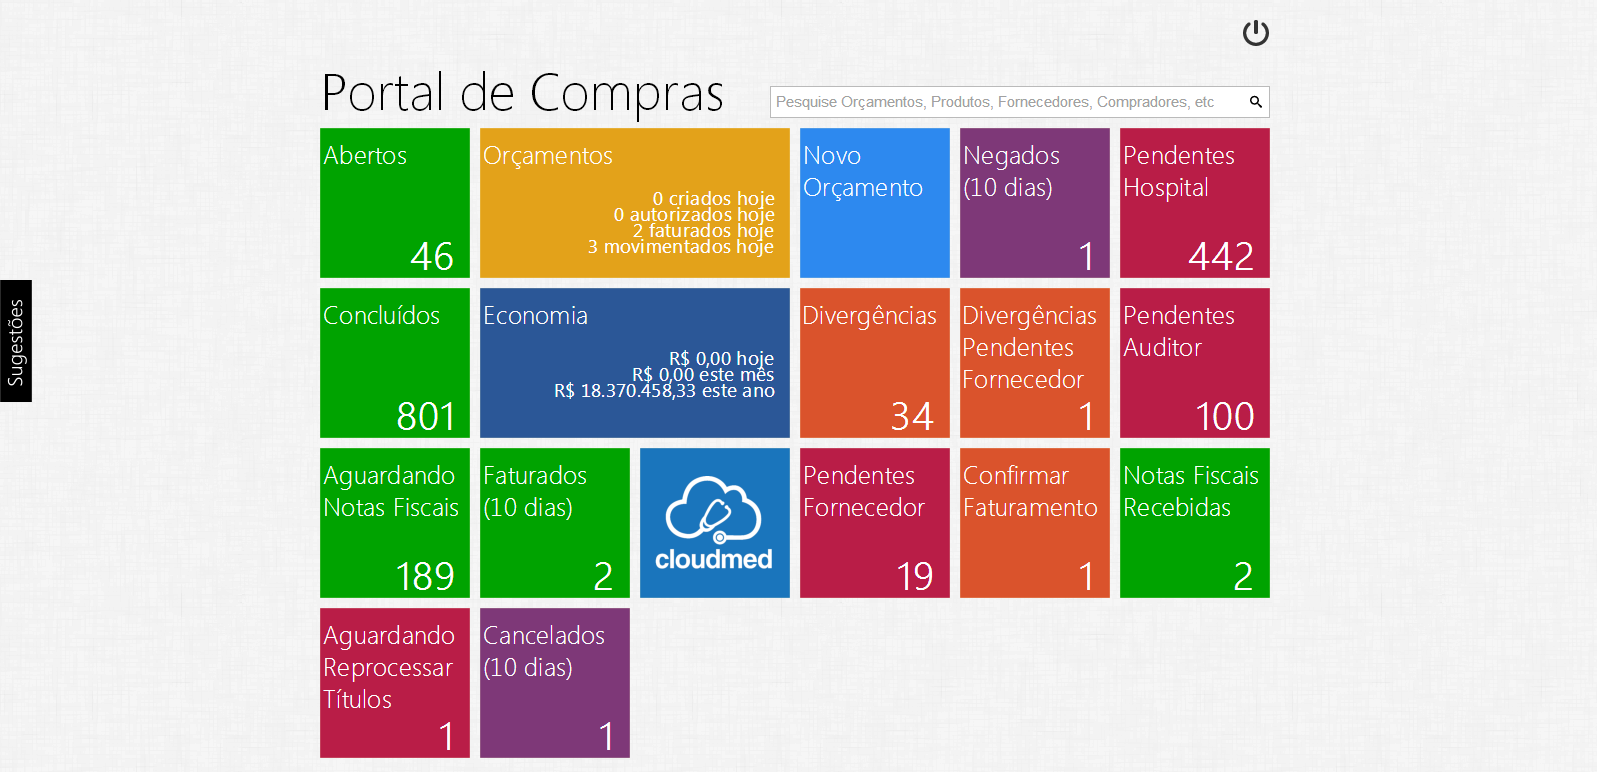 Portal de Compras
Pesquise Orçamentos, Produtos, Fornecedores, Compradores, etc
Abertos
46
Orçamentos
0 criados hoje
0 autorizados hoje
2 faturados hoje
3 movimentados hoje
Novo
Orçamento
Negados
(10 dias)
1
Pendentes
Hospital
442
Sugestões
Concluídos
801
Economia
R$ 0,00 hoje
R$ 0,00 este mês
R$ 18.370.458,33 este ano
Divergências
34
Divergências
Pendentes
Fornecedor
1
Pendentes
Auditor
100
Aguardando
Notas Fiscais
189
Faturados
(10 dias)
2
cloudmed
Pendentes
Fornecedor
19
Confirmar
Faturamento
1
Notas Fiscais
Recebidas
2
Aguardando
Reprocessar
Títulos
1
Cancelados
(10 dias)
1